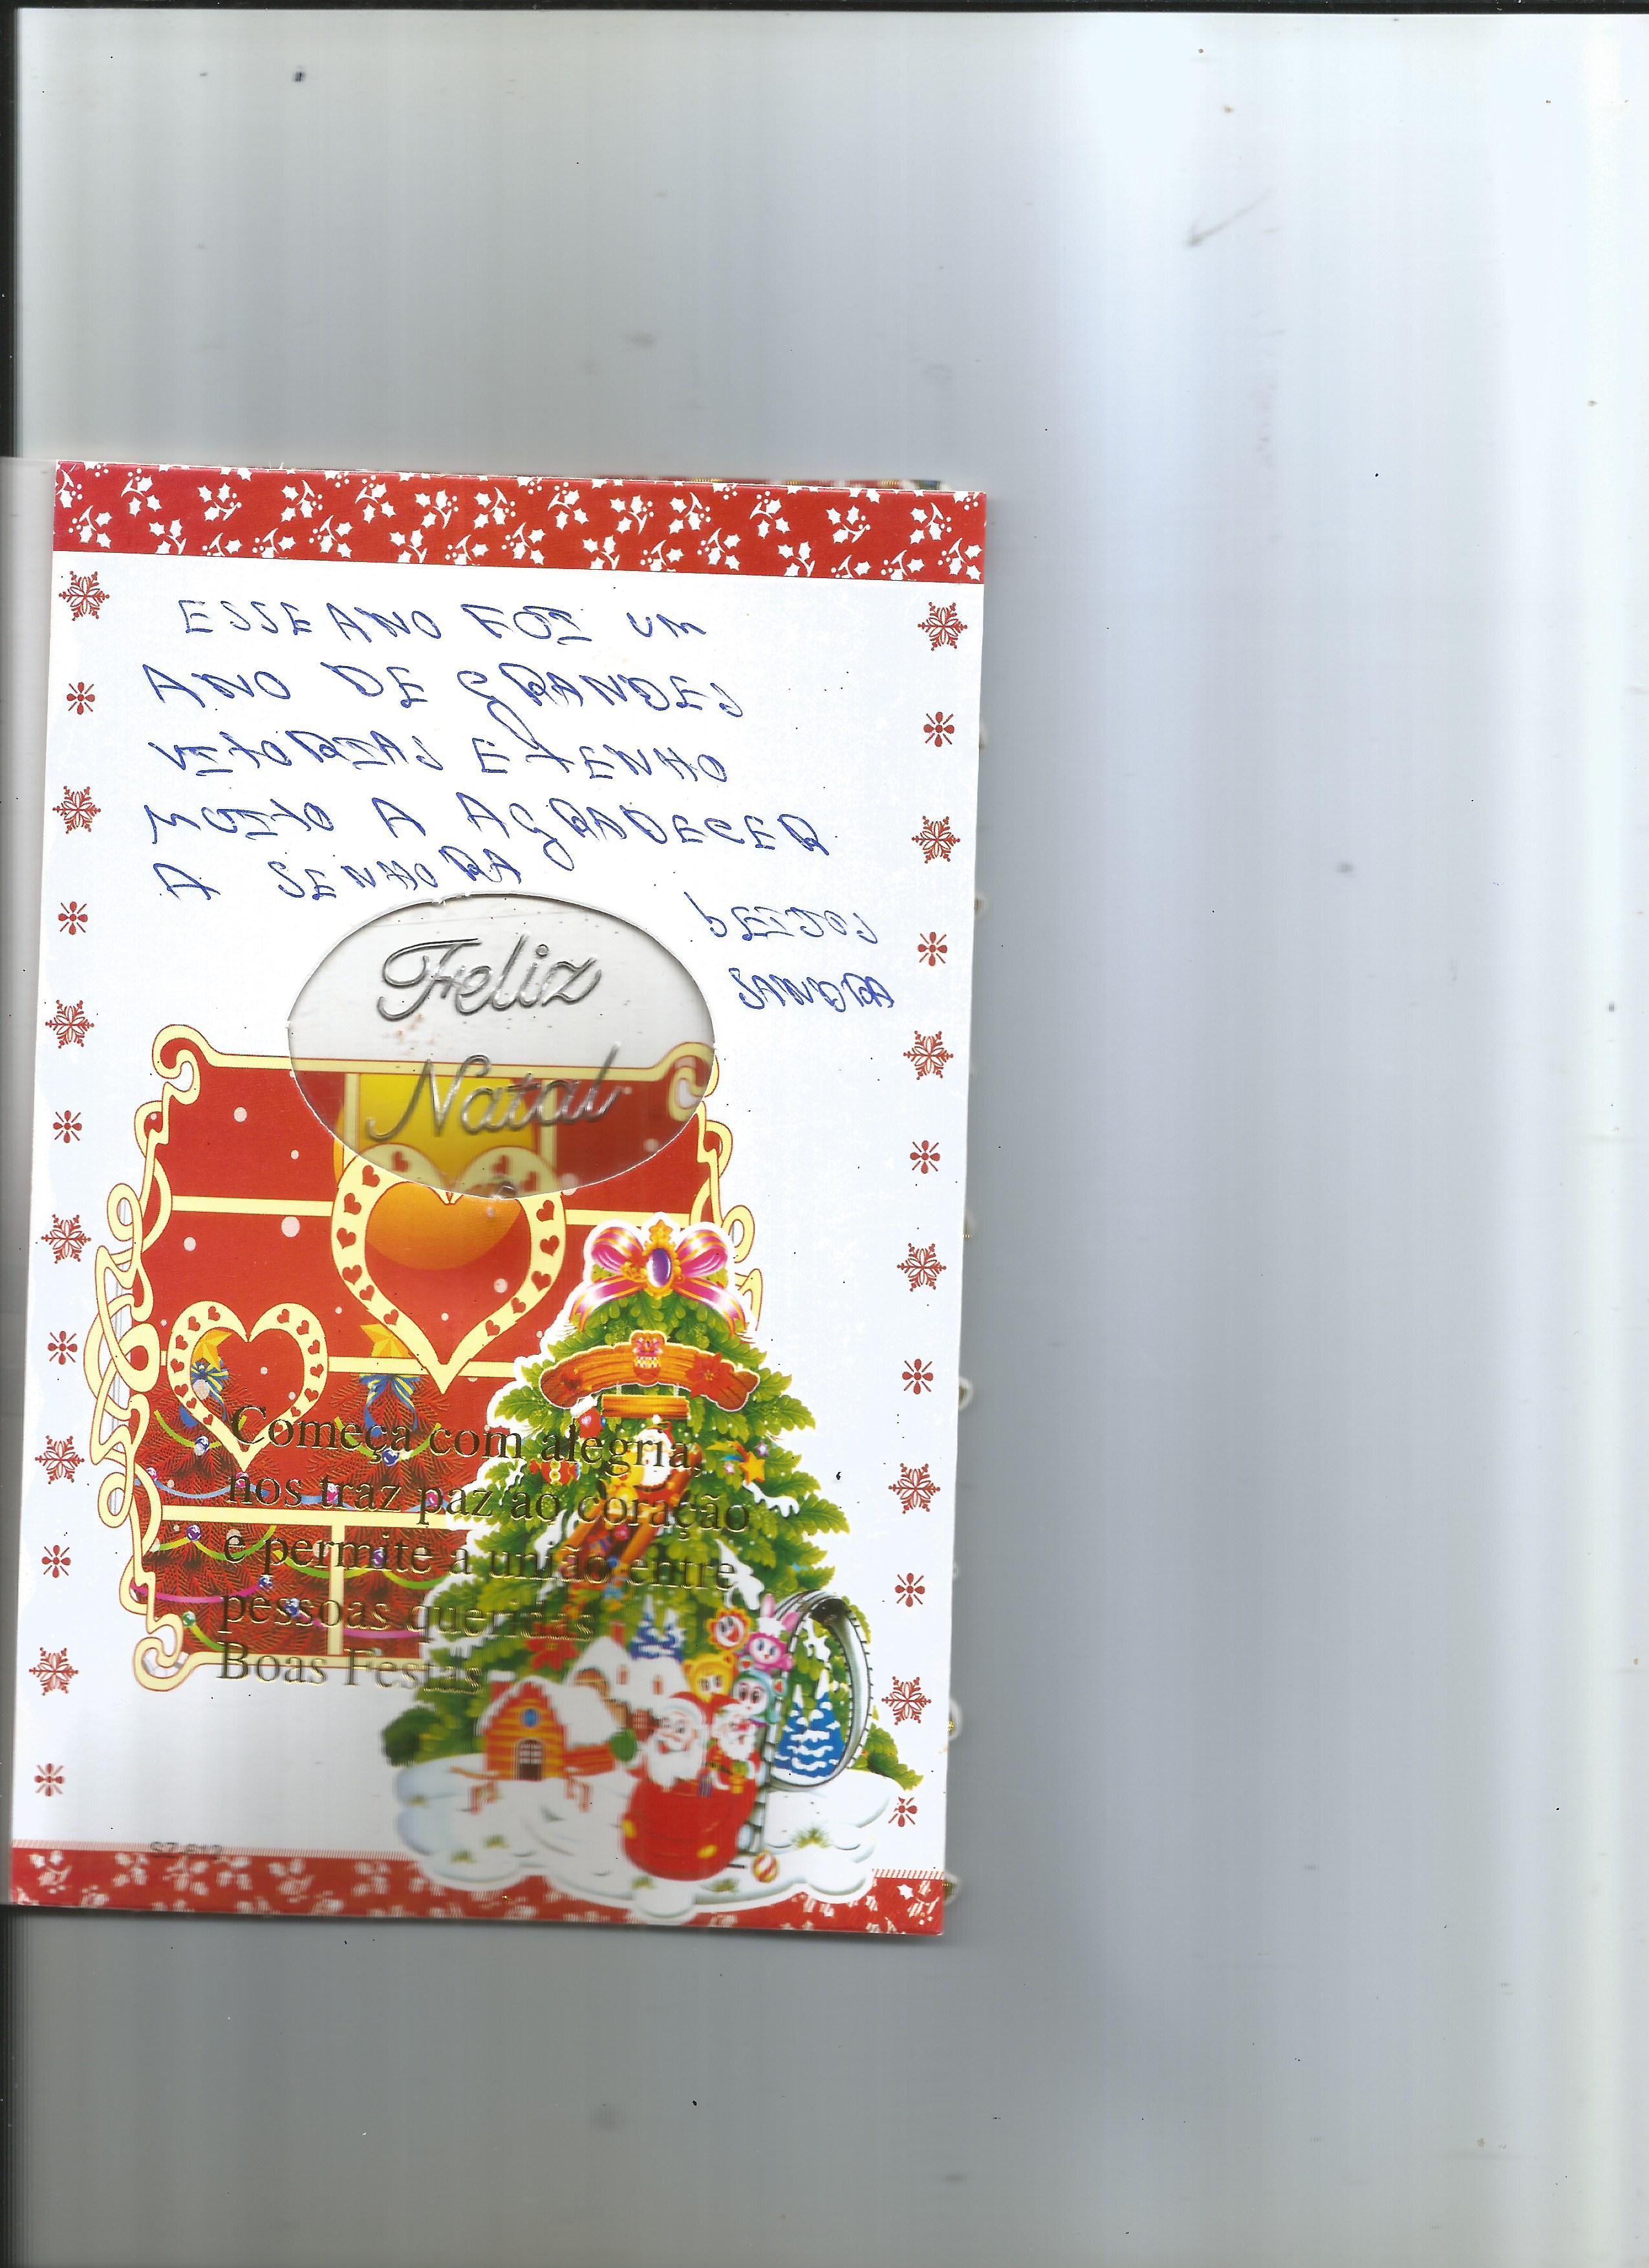 ESSE ANO FOI UM
ANO DE GRANDES
VITORIAS E TENHO
MUITO A AGRADECER
A SENHORA
bEIJOS
SANDRA
Feliz
Natal
Começa com alegria,
nos traz paz ao coração
e permite a união entre
pessoas queridas
Boas Festas
SZ-812